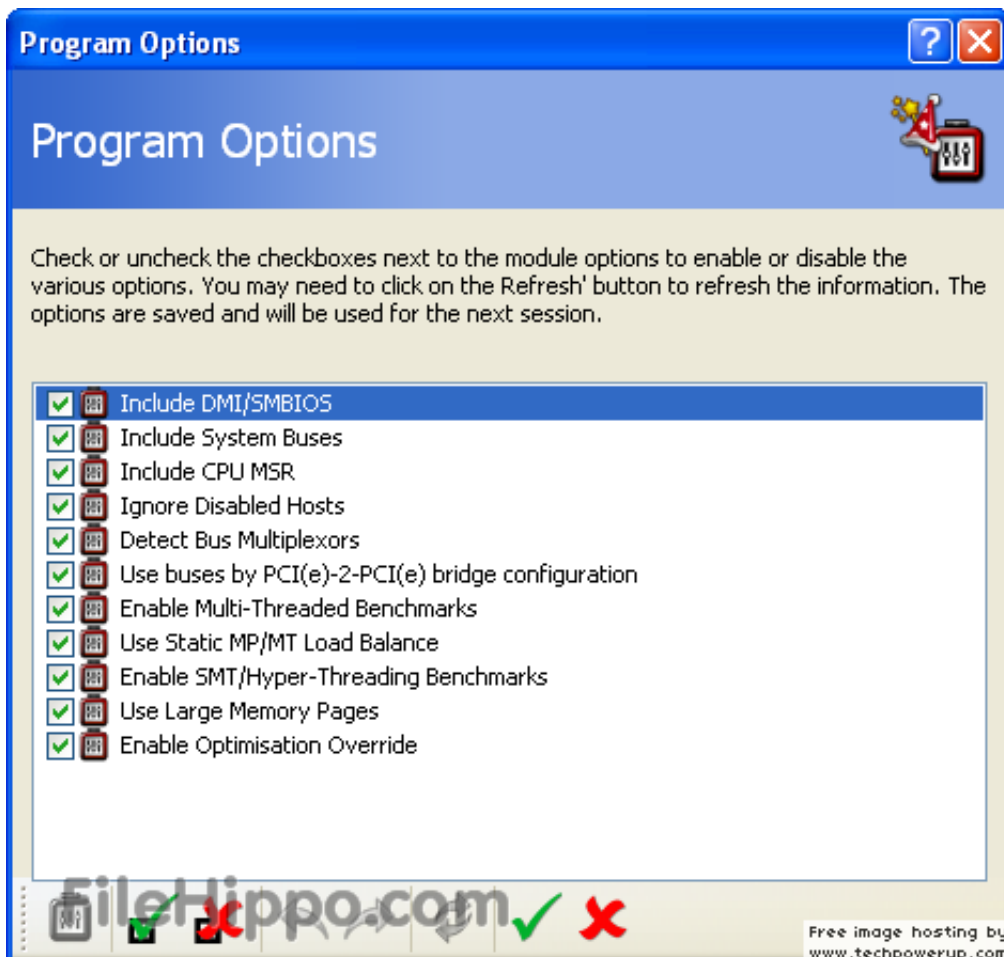 Program Options
Program Options
Check or uncheck the checkboxes next to the module options to enable or disable the
various options. You may need to click on the Refresh' button to refresh the information. The
options are saved and will be used for the next session.
Include DMI/SMBIOS
Include System Buses
Include CPU MSR
Ignore Disabled Hosts
Detect Bus Multiplexors
Use buses by PCI(e)-2-PCI(e) bridge configuration
Enable Multi-Threaded Benchmarks
Use Static MP/MT Load Balance
Enable SMT/Hyper-Threading Benchmarks
Use Large Memory Pages
Enable Optimisation Override
FileHippo.com
Free image hosting by
www.techpowerup.com